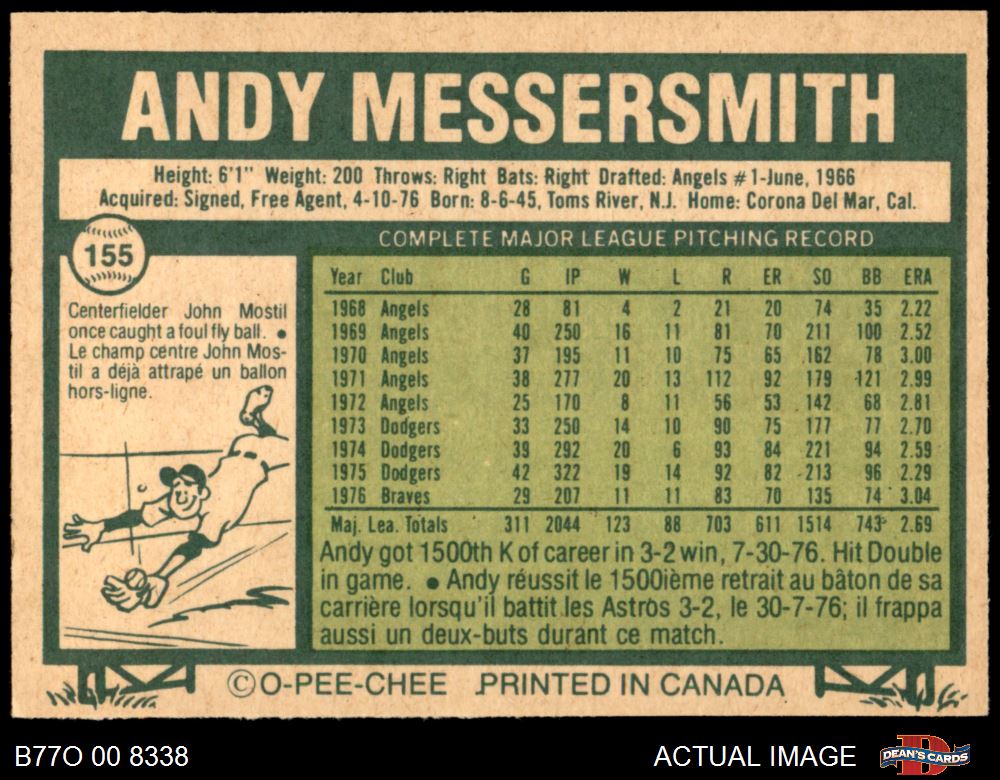 ANDY MESSERSMITH
Height: 6'1" Weight: 200 Throws: Right Bats: Right Drafted: Angels #1-June, 1966
Acquired: Signed, Free Agent, 4-10-76 Born: 8-6-45, Toms River, N.J. Home: Corona Del Mar, Cal.
155
Centerfielder John Mostil
once caught a foul fly ball. •
Le champ centre John Mos-
til a déjà attrapé un ballon
hors-ligne.
COMPLETE MAJOR LEAGUE PITCHING RECORD
Year Club G IP W L R ER SO BB ERA
1968 Angels 28 81 4 2 21 20 74 35 2.22
1969 Angels 40 250 16 11 81 70 211 100 2.52
1970 Angels 37 195 11 10 75 65 162 78 3.00
1971 Angels 38 277 20 13 112 92 179 121 2.99
1972 Angels 25 170 8 11 56 53 142 68 2.81
1973 Dodgers 33 250 14 10 90 75 177 77 2.70
1974 Dodgers 39 292 20 6 93 84 221 94 2.59
1975 Dodgers 42 322 19 14 92 82 213 96 2.29
1976 Braves 29 207 11 11 83 70 135 74 3.04
Maj. Lea. Totals 311 2044 123 88 703 611 1514 743 2.69
Andy got 1500th K of career in 3-2 win, 7-30-76. Hit Double
in game. • Andy réussit le 1500ième retrait au bâton de sa
carrière lorsqu'il battit les Astros 3-2, le 30-7-76; il frappa
aussi un deux-buts durant ce match.
© O-PEE-CHEE PRINTED IN CANADA
B77O 00 8338
ACTUAL IMAGE
DEAN'S CARDS